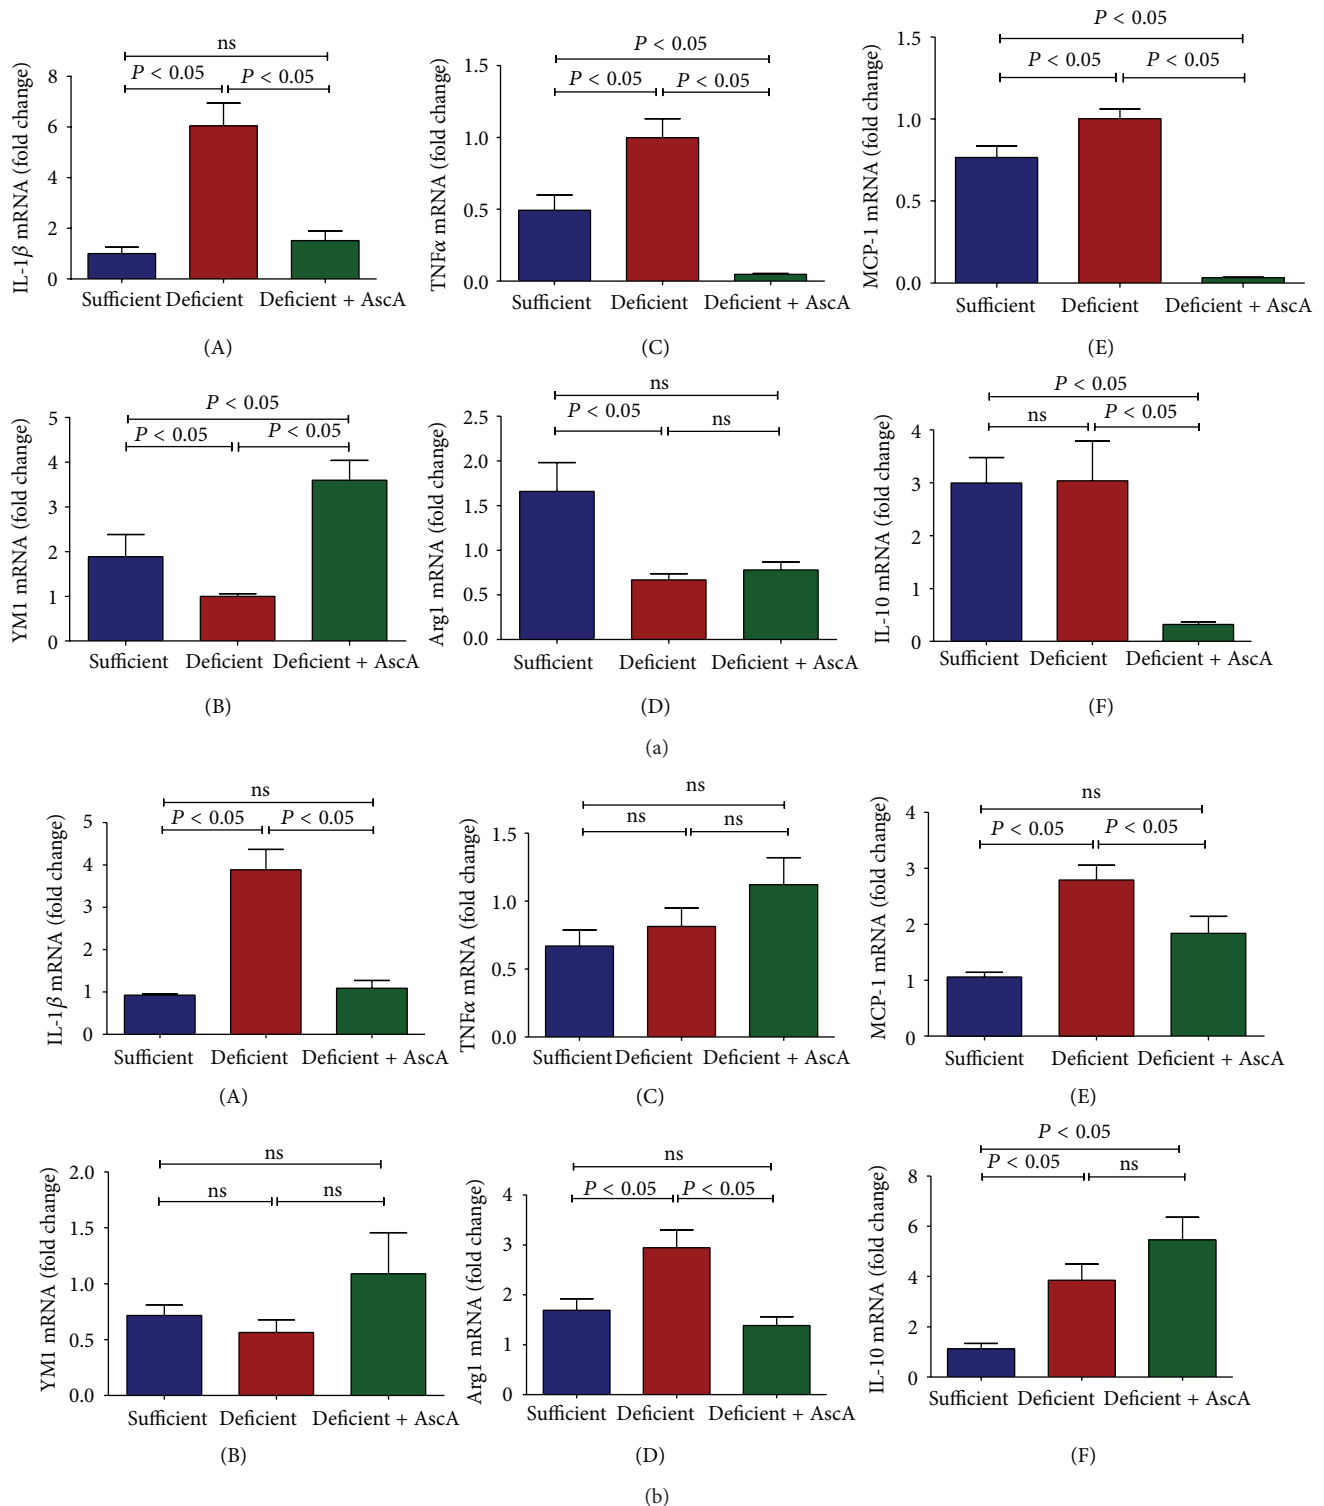 ns
P < 0.05
P < 0.05
IL-1β mRNA (fold change)
8
6
4
2
0
Sufficient Deficient Deficient + AscA
(A)
P < 0.05
P < 0.05
P < 0.05
TNFα mRNA (fold change)
1.5
1.0
0.5
0.0
Sufficient Deficient Deficient + AscA
(C)
P < 0.05
P < 0.05
P < 0.05
MCP-1 mRNA (fold change)
1.5
1.0
0.5
0.0
Sufficient Deficient Deficient + AscA
(E)
P < 0.05
P < 0.05
P < 0.05
YM1 mRNA (fold change)
5
4
3
2
1
0
Sufficient Deficient Deficient + AscA
(B)
ns
P < 0.05
ns
Arg1 mRNA (fold change)
2.5
2.0
1.5
1.0
0.5
0.0
Sufficient Deficient Deficient + AscA
(D)
P < 0.05
ns
P < 0.05
IL-10 mRNA (fold change)
4
3
2
1
0
Sufficient Deficient Deficient + AscA
(F)
(a)
ns
P < 0.05
P < 0.05
IL-1β mRNA (fold change)
5
4
3
2
1
0
Sufficient Deficient Deficient + AscA
(A)
ns
ns
ns
TNFα mRNA (fold change)
1.5
1.0
0.5
0.0
Sufficient Deficient Deficient + AscA
(C)
ns
P < 0.05
P < 0.05
MCP-1 mRNA (fold change)
4
3
2
1
0
Sufficient Deficient Deficient + AscA
(E)
ns
ns
ns
YM1 mRNA (fold change)
2.0
1.5
1.0
0.5
0.0
Sufficient Deficient Deficient + AscA
(B)
ns
P < 0.05
P < 0.05
Arg1 mRNA (fold change)
4
3
2
1
0
Sufficient Deficient Deficient + AscA
(D)
P < 0.05
P < 0.05
ns
IL-10 mRNA (fold change)
8
6
4
2
0
Sufficient Deficient Deficient + AscA
(F)
(b)